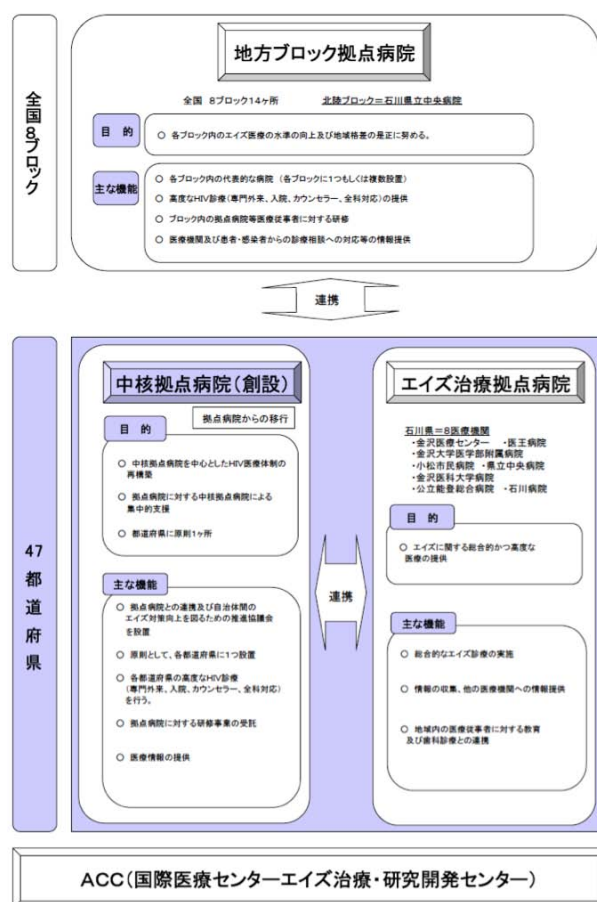 全国8ブロック
地方ブロック拠点病院
全国 8ブロック14ヶ所 北陸ブロック＝石川県立中央病院
目 的
○ 各ブロック内のエイズ医療の水準の向上及び地域格差の是正に努める。
主な機能
○ 各ブロック内の代表的な病院 （各ブロックに1つもしくは複数設置）
○ 高度なHIV診療（専門外来、入院、カウンセラー、全科対応）の提供
○ ブロック内の拠点病院等医療従事者に対する研修
○ 医療機関及び患者・感染者からの診療相談への対応等の情報提供
連携
47都道府県
中核拠点病院（創設）
拠点病院からの移行
目 的
○ 中核拠点病院を中心としたHIV医療体制の
再構築
○ 拠点病院に対する中核拠点病院による
集中的支援
○ 都道府県に原則1ヶ所
主な機能
○ 拠点病院との連携及び自治体間の
エイズ対策向上を図るための推進協議会
を設置
○ 原則として、各都道府県に1つ設置
○ 各都道府県の高度なHIV診療
（専門外来、入院、カウンセラー、全科対応）
を行う。
○ 拠点病院に対する研修事業の受託
○ 医療情報の提供
連携
エイズ治療拠点病院
石川県＝8医療機関
・金沢医療センター ・医王病院
・金沢大学医学部附属病院
・小松市民病院 ・県立中央病院
・金沢医科大学病院
・公立能登総合病院 ・石川病院
目 的
○ エイズに関する総合的かつ高度な
医療の提供
主な機能
○ 総合的なエイズ診療の実施
○ 情報の収集、他の医療機関への情報提供
○ 地域内の医療従事者に対する教育
及び歯科診療との連携
ACC（国際医療センターエイズ治療・研究開発センター）